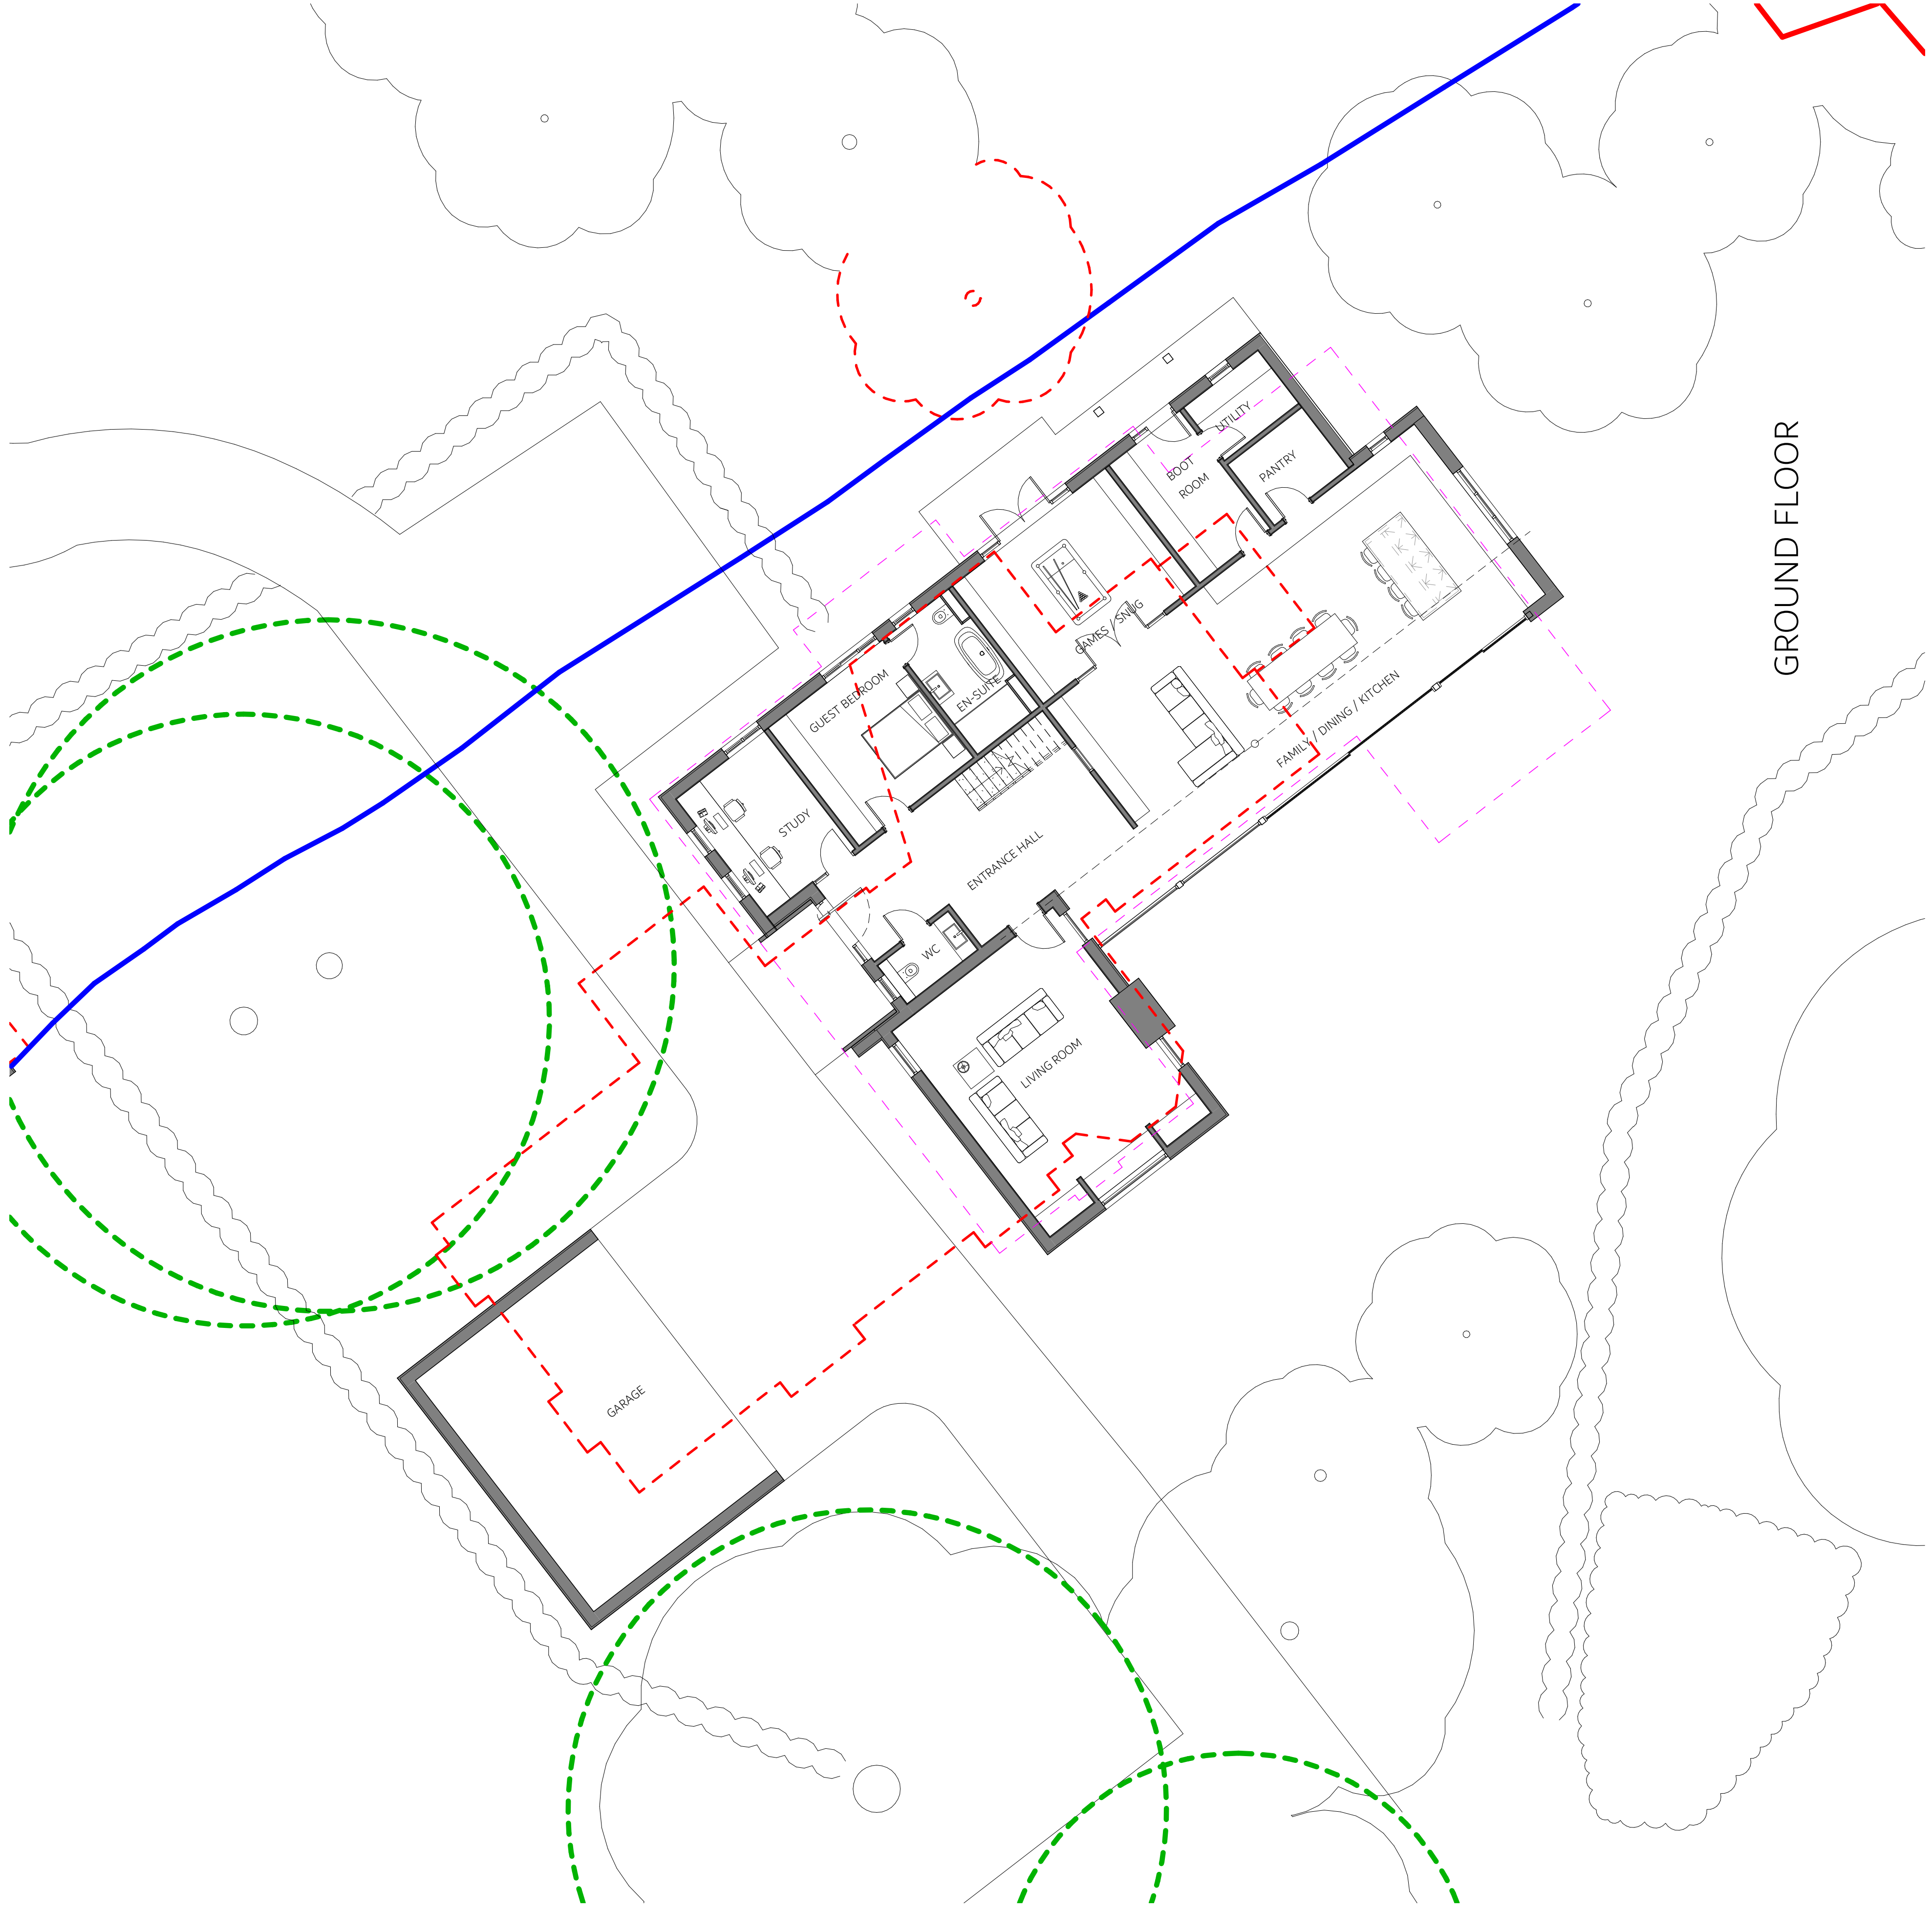 UTILITY
BOOT
ROOM
PANTRY
GAMES / SNUG
GUEST BEDROOM
EN-SUITE
FAMILY / DINING / KITCHEN
STUDY
ENTRANCE HALL
WC
LIVING ROOM
GARAGE
GROUND FLOOR